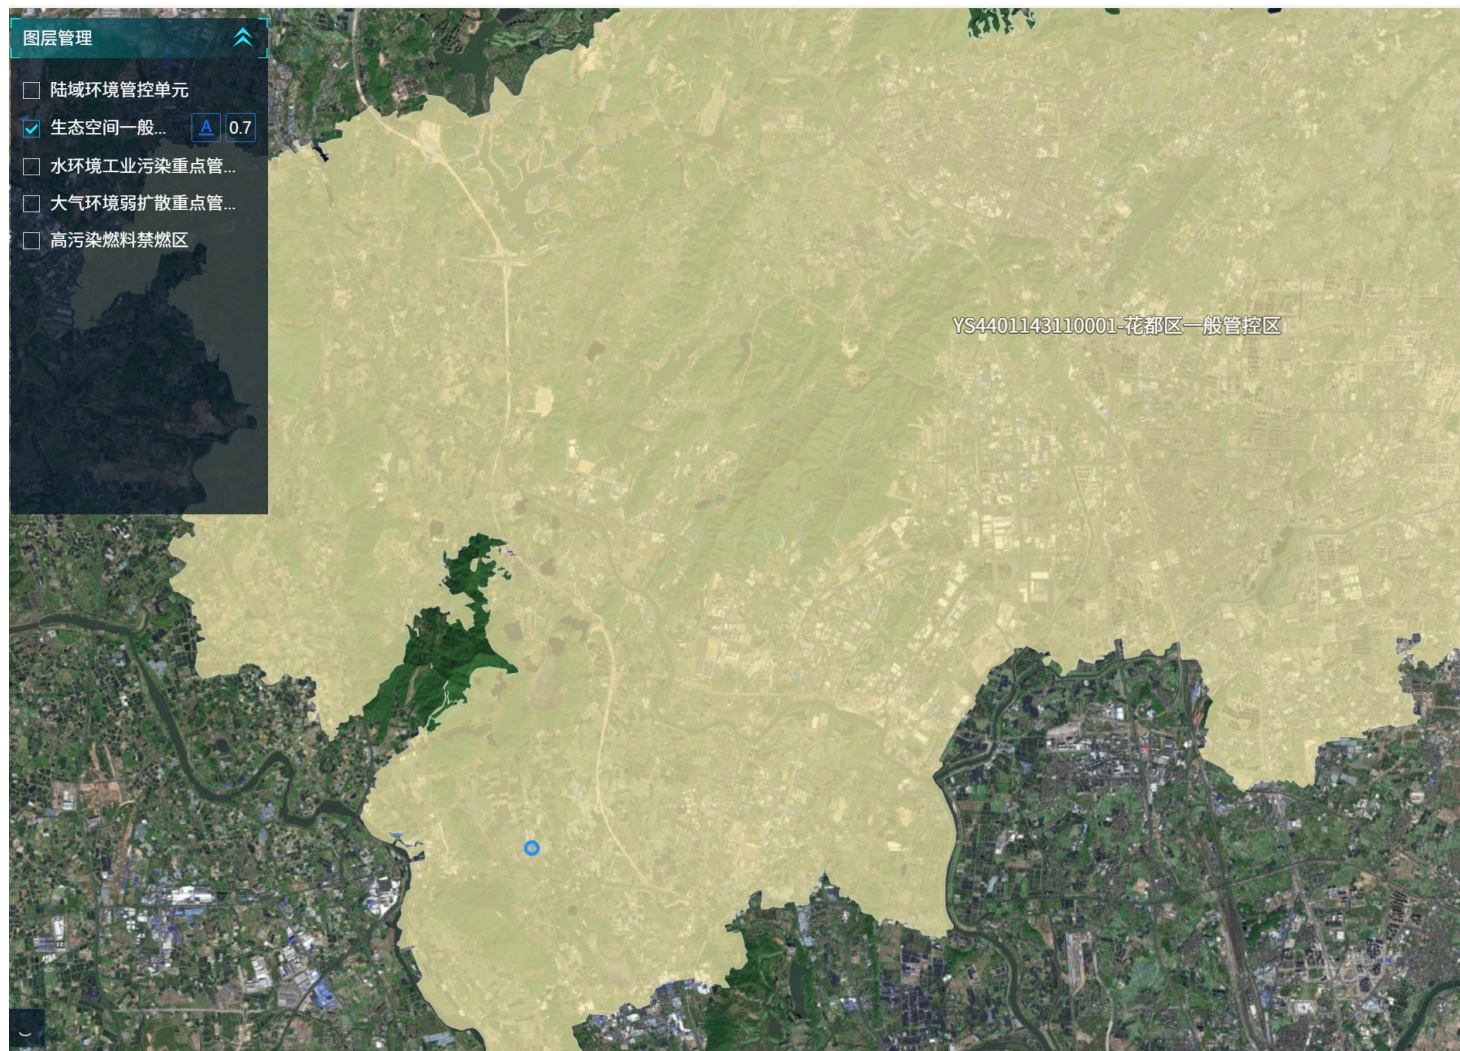 图层管理
陆域环境管控单元
生态空间一般... A 0.7
水环境工业污染重点管...
大气环境弱扩散重点管...
高污染燃料禁燃区
YS4401143110001-花都区一般管控区